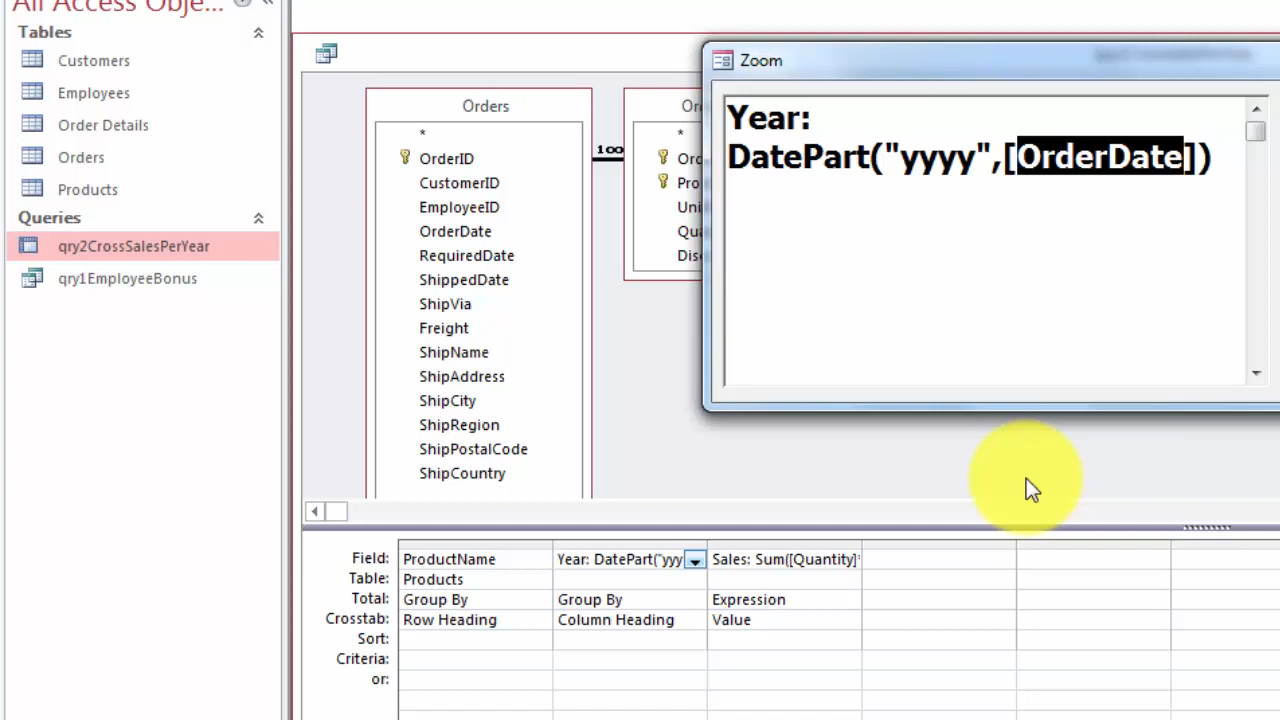 All Access Obje...
Tables
Customers
Employees
Order Details
Orders
Products
Queries
qry2CrossSalesPerYear
qry1EmployeeBonus
Orders
*
OrderID
CustomerID
EmployeeID
OrderDate
RequiredDate
ShippedDate
ShipVia
Freight
ShipName
ShipAddress
ShipCity
ShipRegion
ShipPostalCode
ShipCountry
1
*
Zoom
Year:
DatePart("yyyy",[OrderDate])
Field: ProductName Year: DatePart("yyy Sales: Sum([Quantity]*
Table: Products
Total: Group By Group By Expression
Crosstab: Row Heading Column Heading Value
Sort:
Criteria:
or: